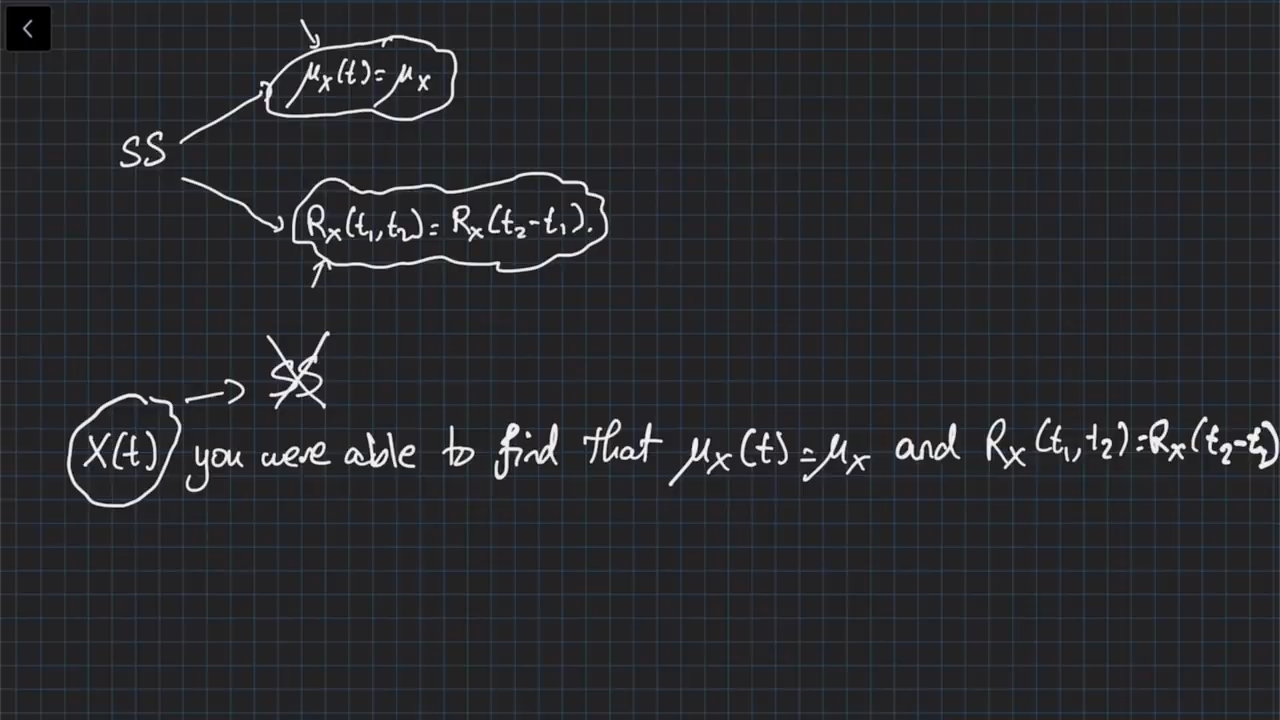 μx(t)= μx
SS
Rx(t1,t2)= Rx(t2-t1).
SS
X(t) you were able to find that μx(t)=μx and Rx(t1,t2)=Rx(t2-t1)